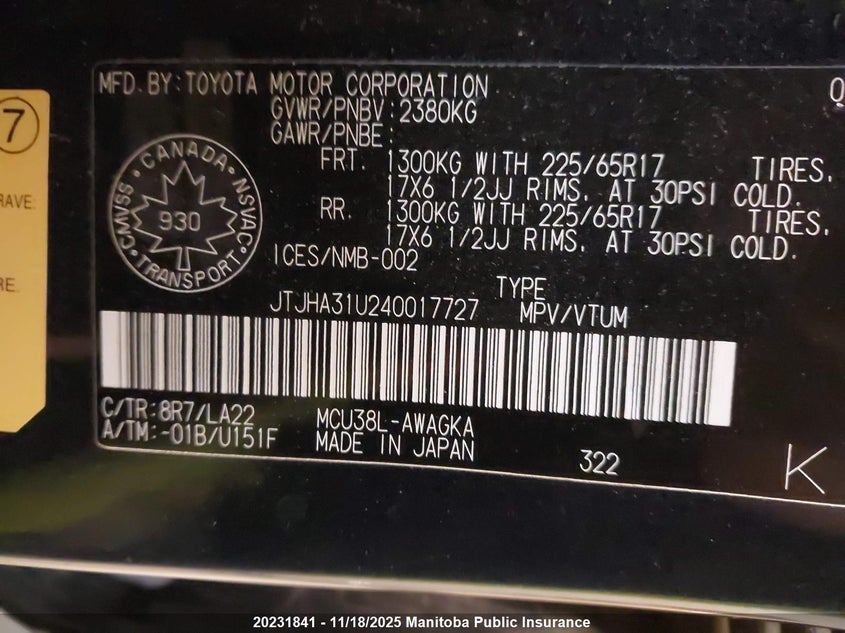 MFD. BY: TOYOTA MOTOR CORPORATION
GVWR/PNBV: 2380KG
GAWR/PNBE:
FRT. 1300KG WITH 225/65R17 TIRES,
17X6 1/2JJ RIMS, AT 30PSI COLD.
RR. 1300KG WITH 225/65R17 TIRES,
17X6 1/2JJ RIMS, AT 30PSI COLD.
ICES/NMB-002
CANADA
CMVSS NSVAC
930
TRANSPORT
TYPE
JTJHA31U240017727 MPV/VTUM
C/TR: 8R7/LA22 MCU38L-AWAGKA
A/TM: -01B/U151F MADE IN JAPAN
322
K
7
20231841 - 11/18/2025 Manitoba Public Insurance